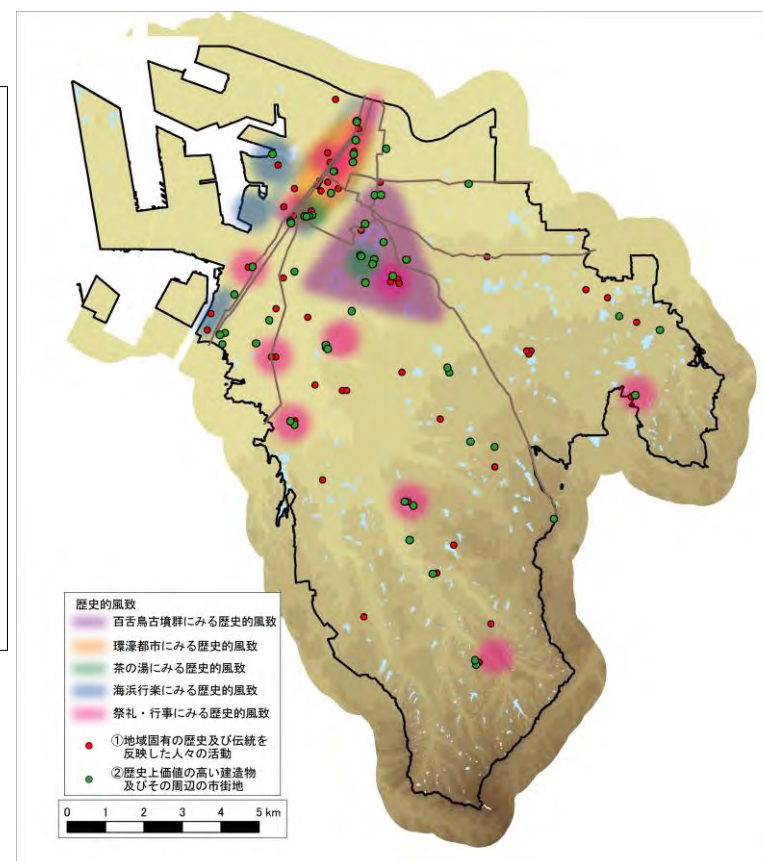 歴史的風致
百舌鳥古墳群にみる歴史的風致
環濠都市にみる歴史的風致
茶の湯にみる歴史的風致
海浜行楽にみる歴史的風致
祭礼・行事にみる歴史的風致
①地域固有の歴史及び伝統を
反映した人々の活動
②歴史上価値の高い建造物
及びその周辺の市街地
0 1 2 3 4 5 km